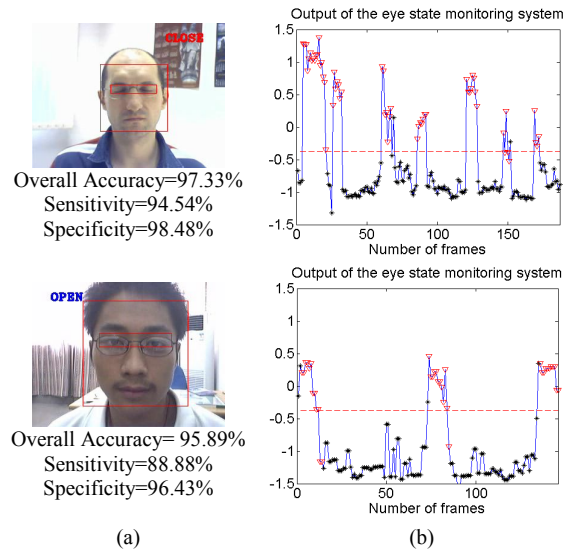 CLOSE
Overall Accuracy=97.33%
Sensitivity=94.54%
Specificity=98.48%
Output of the eye state monitoring system
1.5
1
0.5
0
-0.5
-1
-1.5
0 50 100 150
Number of frames
OPEN
Overall Accuracy= 95.89%
Sensitivity=88.88%
Specificity=96.43%
Output of the eye state monitoring system
1.5
1
0.5
0
-0.5
-1
-1.5
0 50 100
Number of frames
(a) (b)